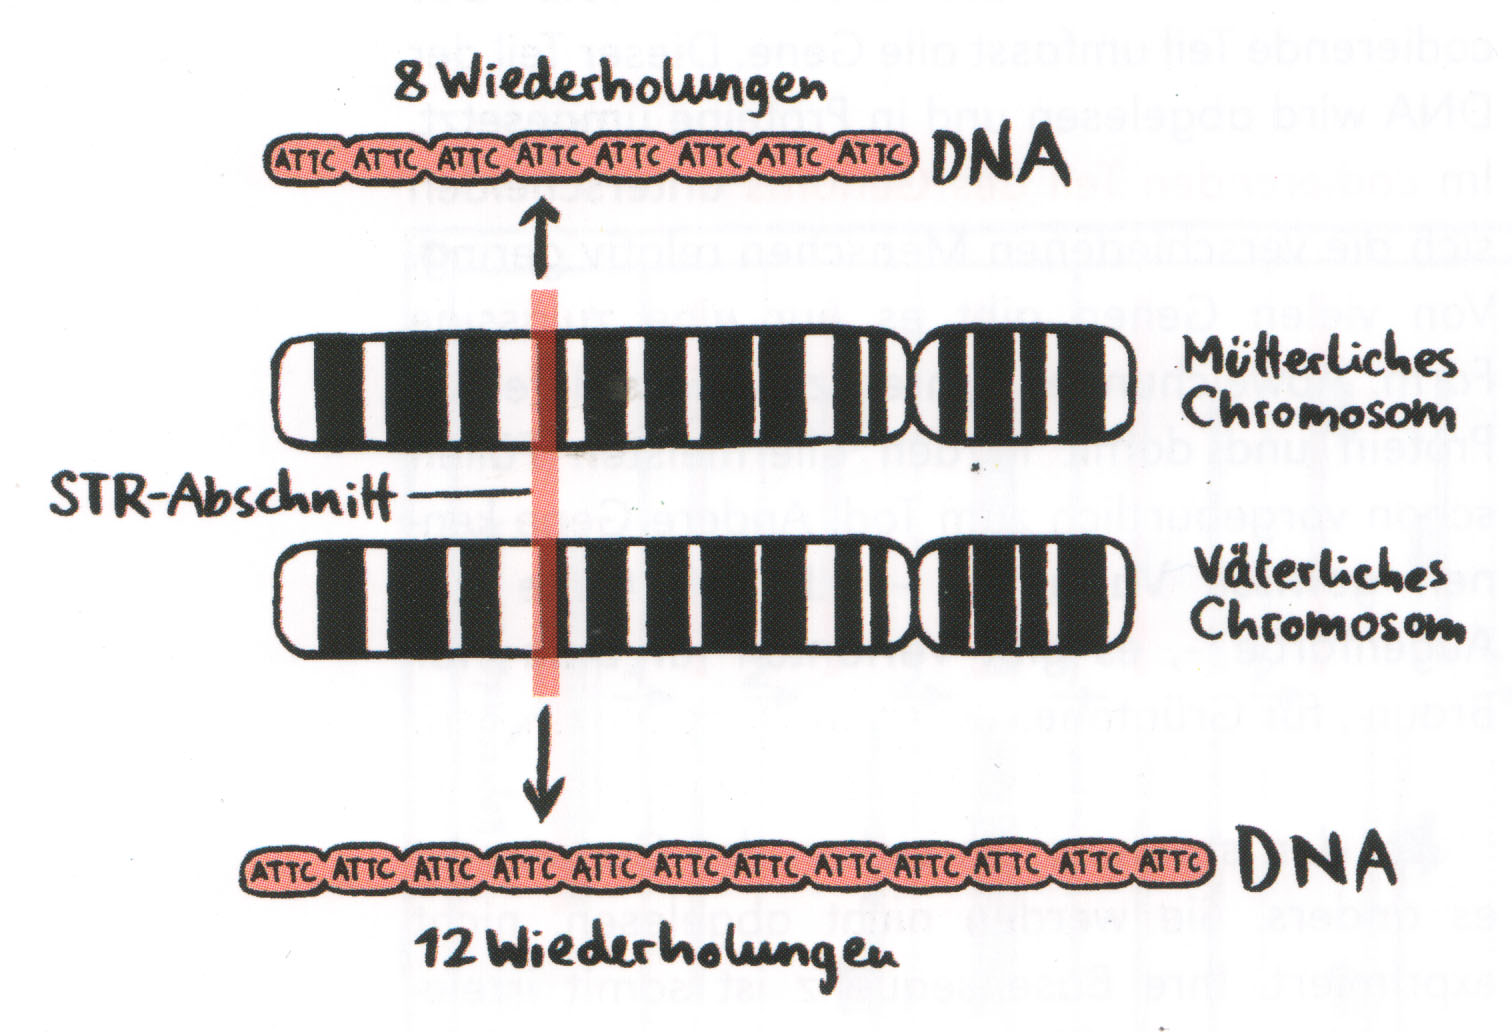 8 Wiederholungen
ATTC ATTC ATTC ATTC ATTC ATTC ATTC ATTC DNA
Mütterliches
Chromosom
STR-Abschnitt
Väterliches
Chromosom
ATTC ATTC ATTC ATTC ATTC ATTC ATTC ATTC ATTC ATTC ATTC ATTC DNA
12 Wiederholungen